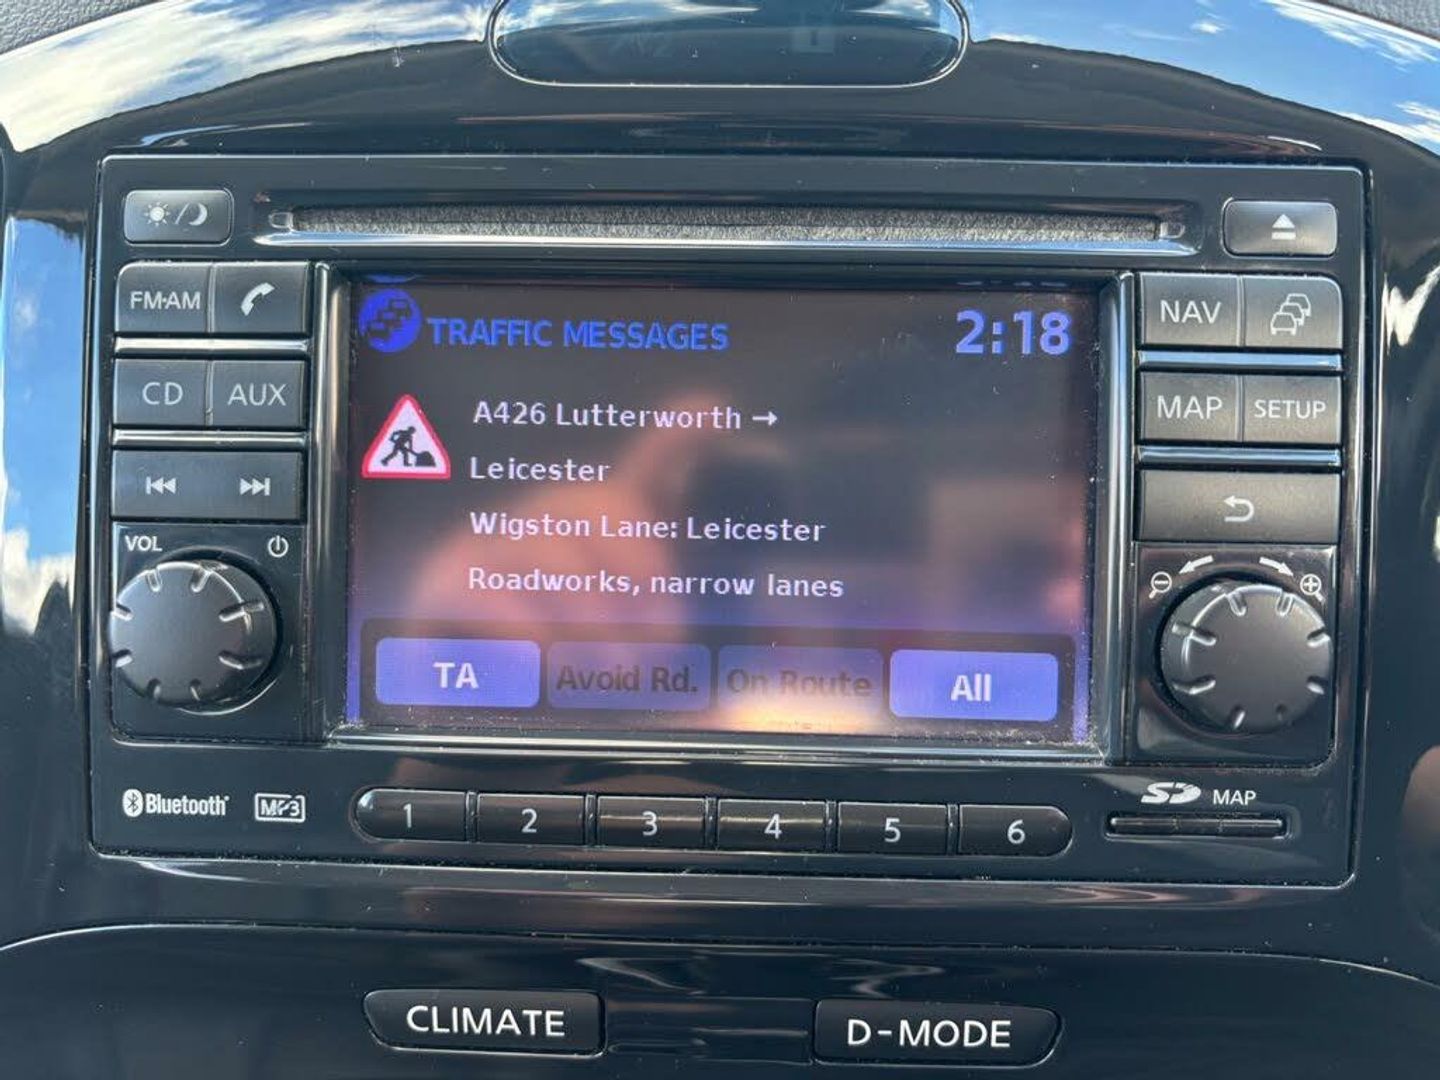 FM·AM
CD
AUX
VOL
TRAFFIC MESSAGES
2:18
A426 Lutterworth →
Leicester
Wigston Lane: Leicester
Roadworks, narrow lanes
TA
Avoid Rd.
On Route
All
NAV
MAP
SETUP
Bluetooth
MP3
1
2
3
4
5
6
SD MAP
CLIMATE
D-MODE